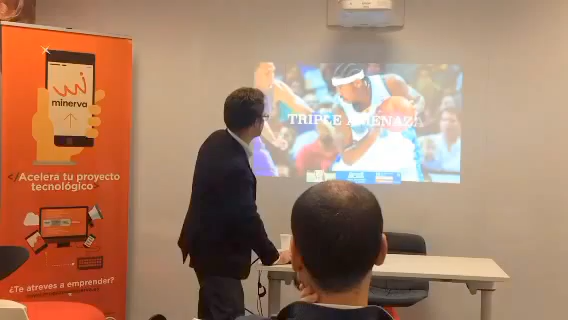 minerva
</Acelera tu proyecto
tecnológico>
¿Te atreves a emprender?
TRIPLE AMENAZA